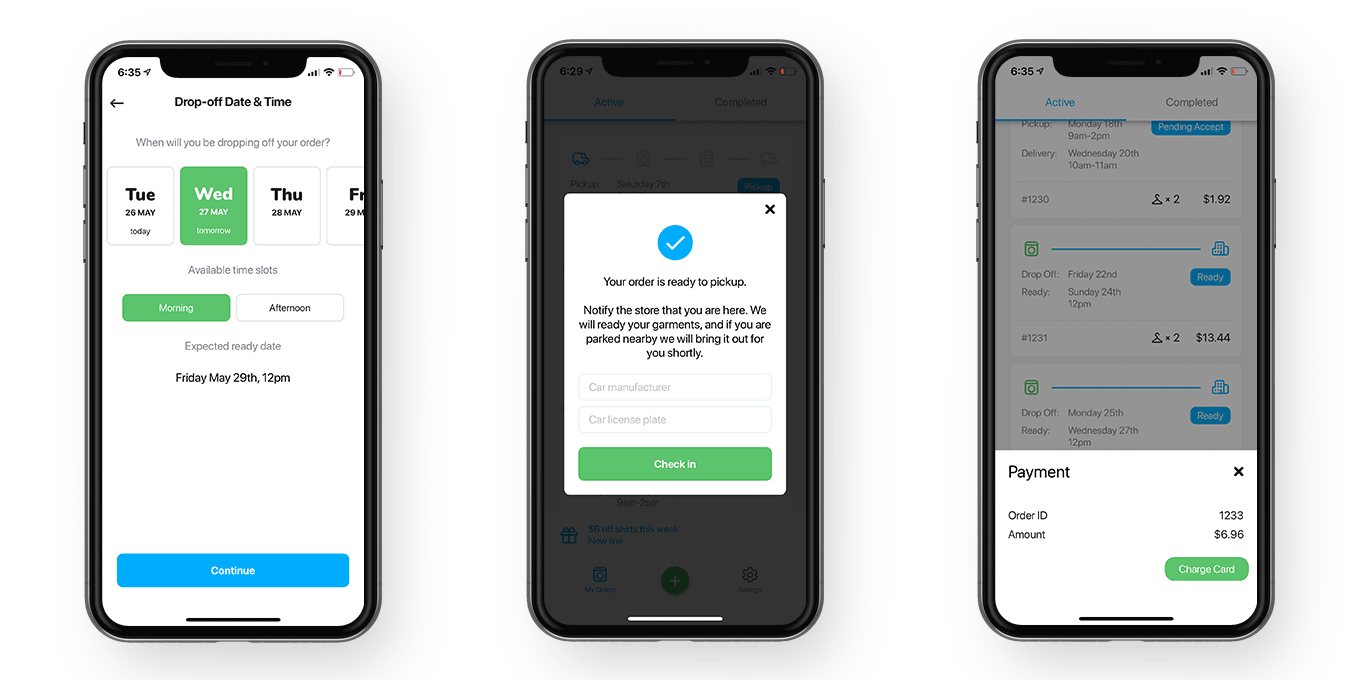 6:35
Drop-off Date & Time
When will you be dropping off your order?
Tue
26 MAY
today
Wed
27 MAY
tomorrow
Thu
28 MAY
Fr
29 M
Available time slots
Morning
Afternoon
Expected ready date
Friday May 29th, 12pm
Continue
6:29
Active
Completed
Pickup:
Saturday 7th
Pickup
Your order is ready to pickup.
Notify the store that you are here. We
will ready your garments, and if you are
parked nearby we will bring it out for
you shortly.
Car manufacturer
Car license plate
Check in
9am-2pm
$6 off shirts this week
New line
My Orders
Settings
6:35
Active
Completed
Pickup: Monday 18th
9am-2pm
Pending Accept
Delivery: Wednesday 20th
10am-11am
#1230 × 2 $1.92
Drop Off: Friday 22nd
Ready
Ready: Sunday 24th
12pm
#1231 × 2 $13.44
Drop Off: Monday 25th
Ready
Ready: Wednesday 27th
12pm
Payment
Order ID 1233
Amount $6.96
Charge Card